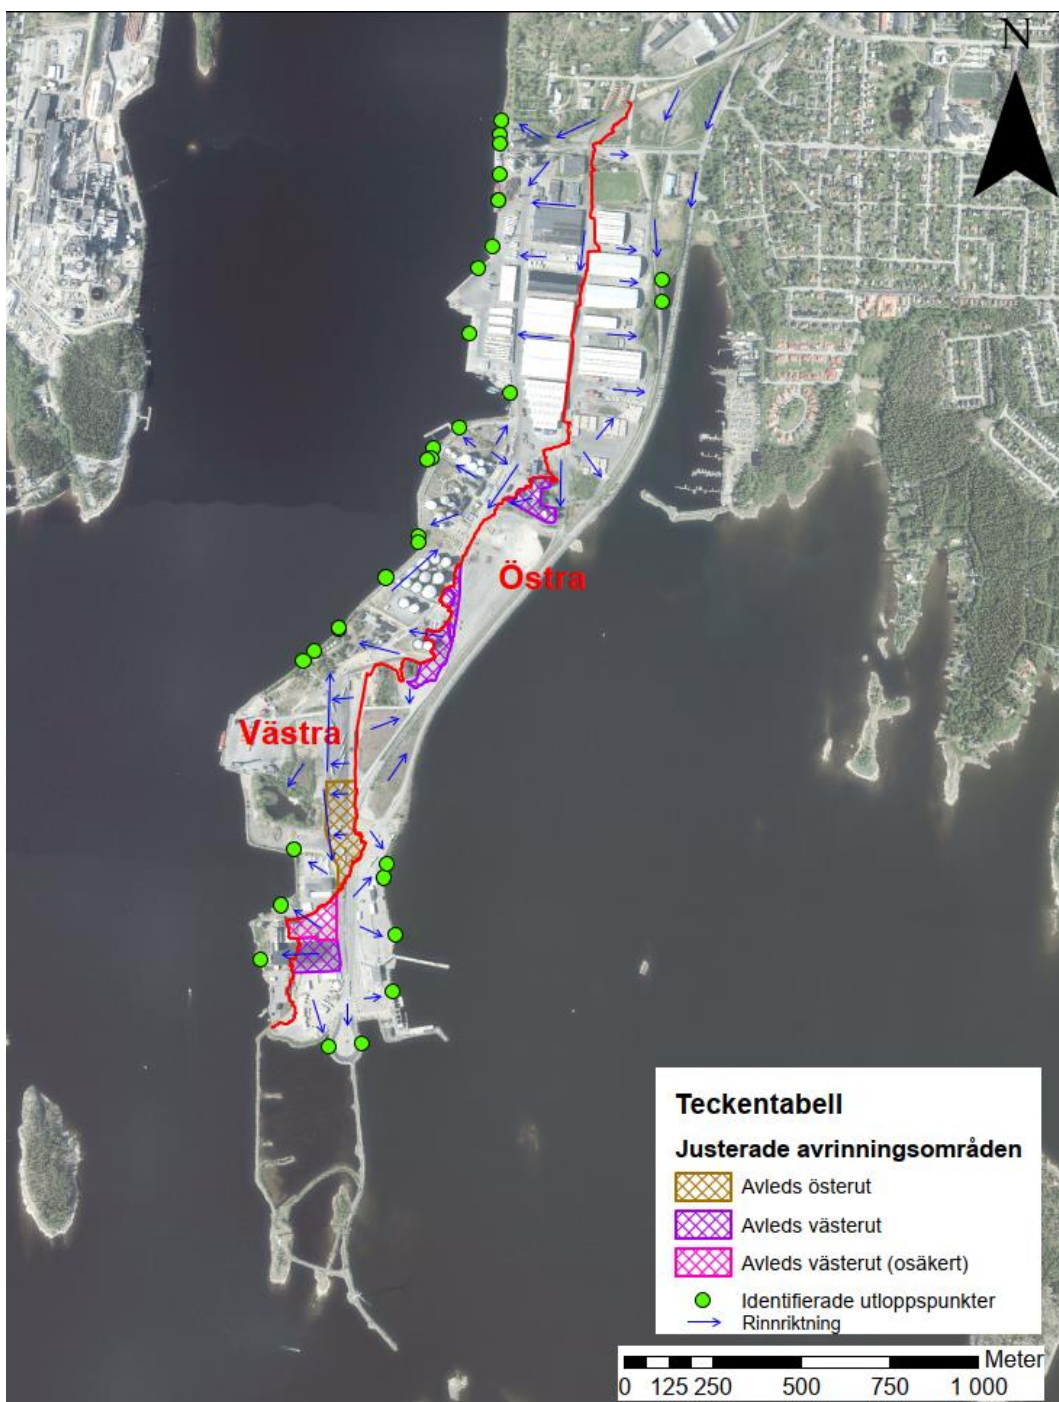 N
Östra
Västra
Teckentabell
Justerade avrinningsområden
Avleds österut
Avleds västerut
Avleds västerut (osäkert)
Identifierade utloppspunkter
Rinnriktning
Meter
0 125 250 500 750 1 000